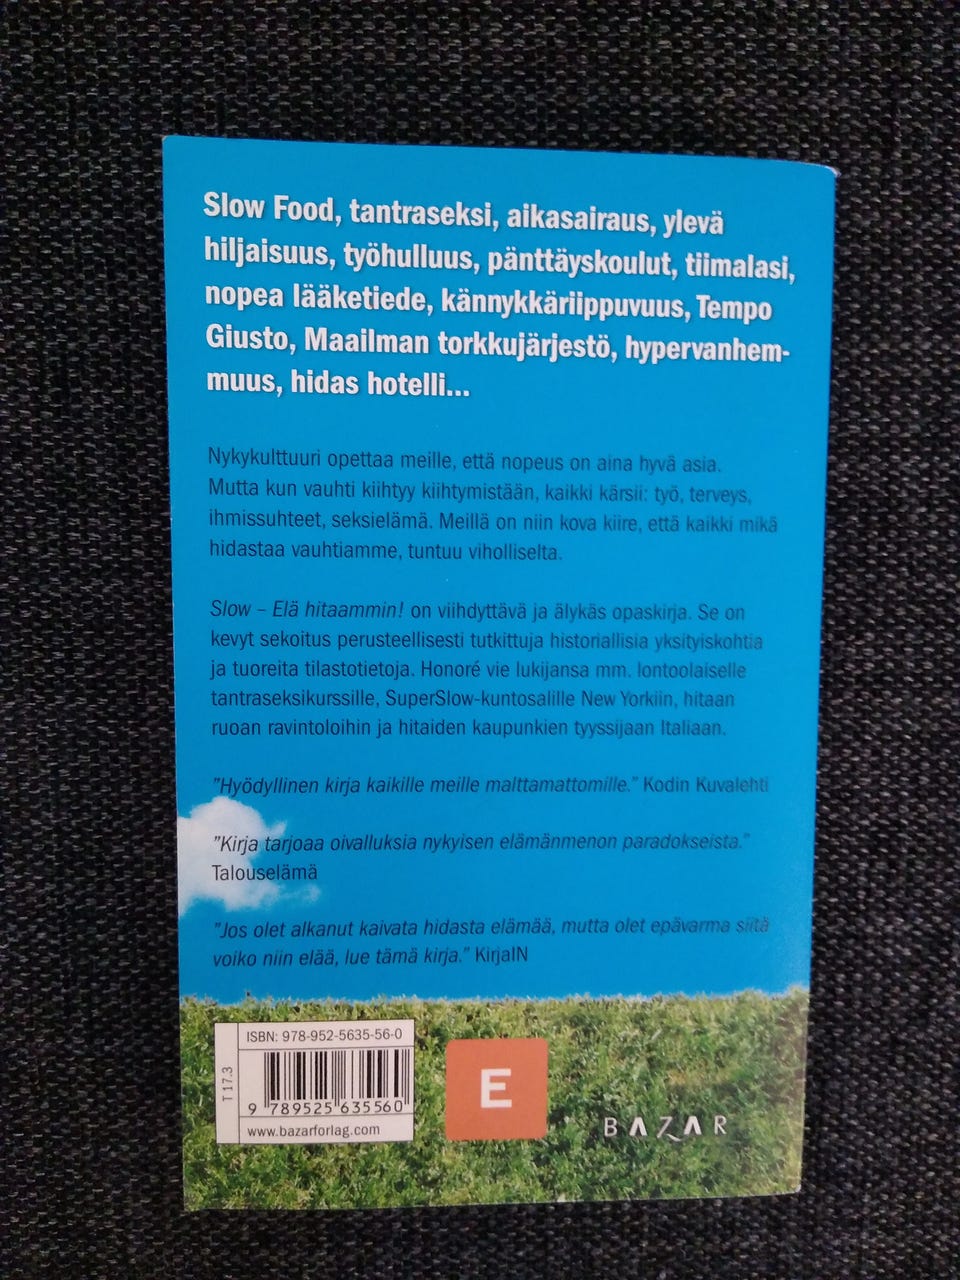 Slow Food, tantraseksi, aikasairaus, ylevä
hiljaisuus, työhulluus, pänttäyskoulut, tiimalasi,
nopea lääketiede, kännykkäriippuvuus, Tempo
Giusto, Maailman torkkujärjestö, hypervanhem-
muus, hidas hotelli...
Nykykulttuuri opettaa meille, että nopeus on aina hyvä asia.
Mutta kun vauhti kiihtyy kiihtymistään, kaikki kärsii: työ, terveys,
ihmissuhteet, seksielämä. Meillä on niin kova kiire, että kaikki mikä
hidastaa vauhtiamme, tuntuu viholliselta.
Slow – Elä hitaammin! on viihdyttävä ja älykäs opaskirja. Se on
kevyt sekoitus perusteellisesti tutkittuja historiallisia yksityiskohtia
ja tuoreita tilastotietoja. Honoré vie lukijansa mm. lontoolaiselle
tantraseksikurssille, SuperSlow-kuntosalille New Yorkiin, hitaan
ruoan ravintoloihin ja hitaiden kaupunkien tyyssijaan Italiaan.
”Hyödyllinen kirja kaikille meille malttamattomille.” Kodin Kuvalehti
”Kirja tarjoaa oivalluksia nykyisen elämänmenon paradokseista.”
Talouselämä
”Jos olet alkanut kaivata hidasta elämää, mutta olet epävarma siitä
voiko niin elää, lue tämä kirja.” KirjaIN
T 17.3
ISBN: 978-952-5635-56-0
9 789525 635560
www.bazarforlag.com
E
BAZAR